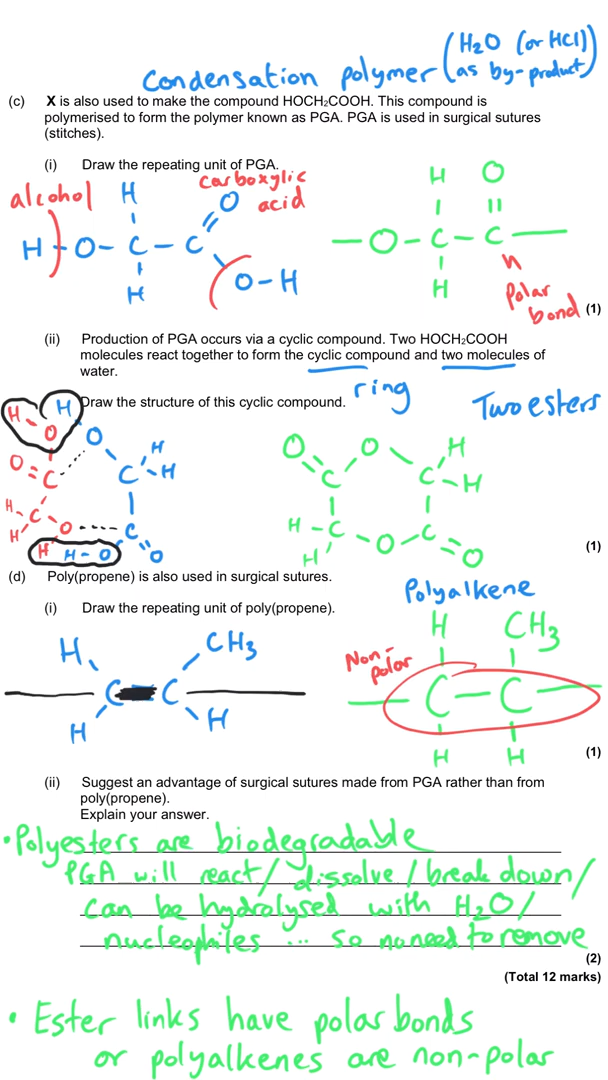 Condensation polymer (H2O (or HCl) as by-product)
(c) X is also used to make the compound HOCH₂COOH. This compound is
polymerised to form the polymer known as PGA. PGA is used in surgical sutures
(stitches).
(i) Draw the repeating unit of PGA.
alcohol
carboxylic
acid
H O C C O O H
H
H
H O
O C C
H
polar
bond
(1)
(ii) Production of PGA occurs via a cyclic compound. Two HOCH₂COOH
molecules react together to form the cyclic compound and two molecules of
water.
ring
Draw the structure of this cyclic compound.
Two esters
H O H O
O=C C H H
H H C O C O
H H-O
O O H
C C H
H C C O
H O
(1)
(d) Poly(propene) is also used in surgical sutures.
Polyalkene
(i) Draw the repeating unit of poly(propene).
H CH3
C C
H H
Non-
polar
H CH3
C-C
H H
(1)
(ii) Suggest an advantage of surgical sutures made from PGA rather than from
poly(propene).
Explain your answer.
• Polyesters are biodegradable
PGA will react/ dissolve / break down/
can be hydrolysed with H2O/
nucleophiles ... so no need to remove
(2)
(Total 12 marks)
• Ester links have polar bonds
or polyalkenes are non-polar